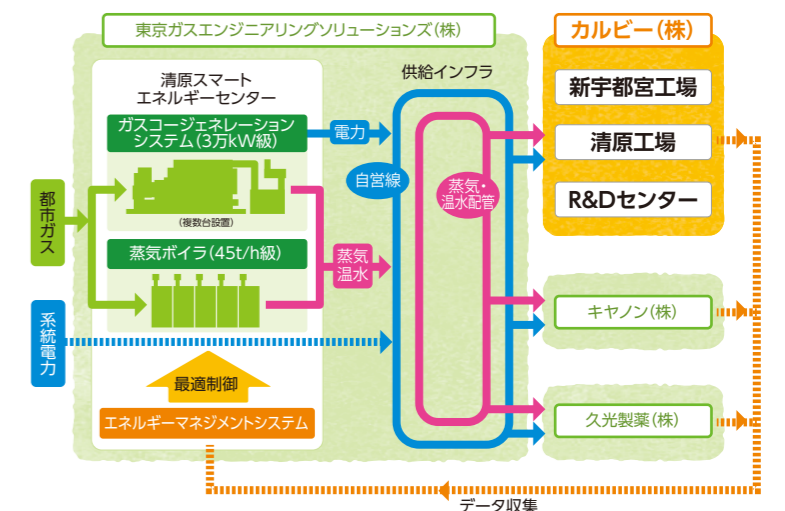 東京ガスエンジニアリングソリューションズ(株)
カルビー(株)
清原スマート
エネルギーセンター
供給インフラ
新宇都宮工場
ガスコージェネレーション
システム(3万kW級)
電力
清原工場
自営線
蒸気・
温水配管
R&Dセンター
都市ガス
(複数台設置)
蒸気ボイラ(45t/h級)
蒸気
温水
キヤノン(株)
系統電力
最適制御
エネルギーマネジメントシステム
久光製薬(株)
データ収集